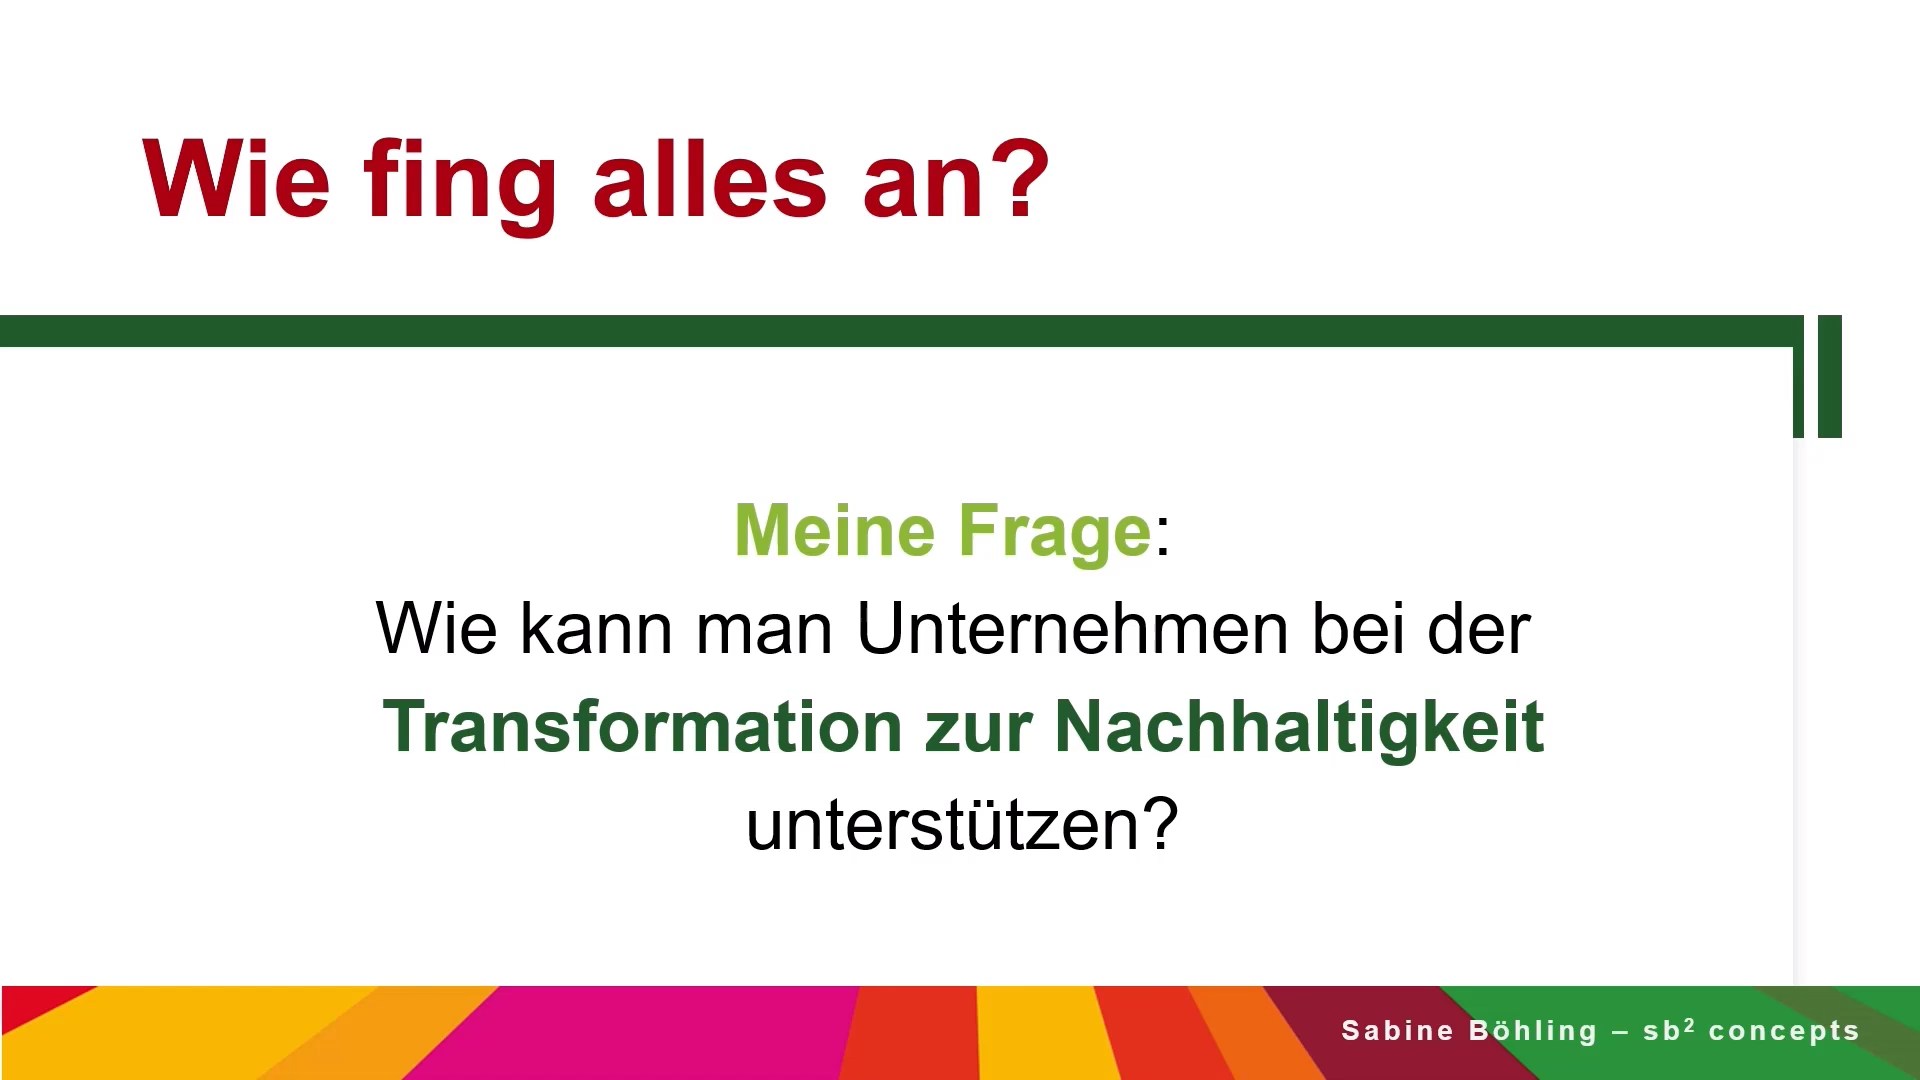 Wie fing alles an?
Meine Frage:
Wie kann man Unternehmen bei der
Transformation zur Nachhaltigkeit
unterstützen?
Sabine Böhling – sb² concepts